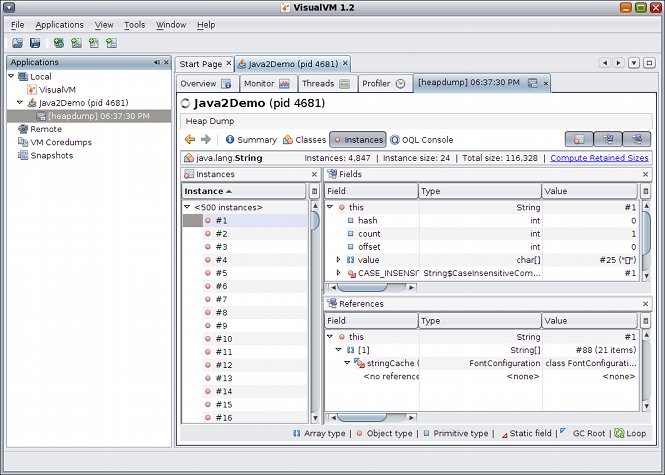 VisualVM 1.2
File Applications View Tools Window Help
Applications
Local
VisualVM
Java2Demo (pid 4681)
[heapdump] 06:37:30 PM
Remote
VM Coredumps
Snapshots
Start Page Java2Demo (pid 4681)
Overview Monitor Threads Profiler [heapdump] 06:37:30 PM
Java2Demo (pid 4681)
Heap Dump
Summary Classes Instances OQL Console
java.lang.String Instances: 4,847 | Instance size: 24 | Total size: 116,328 | Compute Retained Sizes
Instances
Instance
<500 instances>
#1
#2
#3
#4
#5
#6
#7
#8
#9
#10
#11
#12
#13
#14
#15
#16
Fields
Field Type Value
this String #1
hash int 0
count int 1
offset int 0
value char[] #25 ("[]")
CASE_INSENSIT String$CaseInsensitiveCom... #1
References
Field Type Value
this String #1
[1] String[] #88 (21 items)
stringCache ( FontConfiguration class FontConfigurati...
<no reference <none> <none>
Array type | Object type | Primitive type | Static field | GC Root | Loop